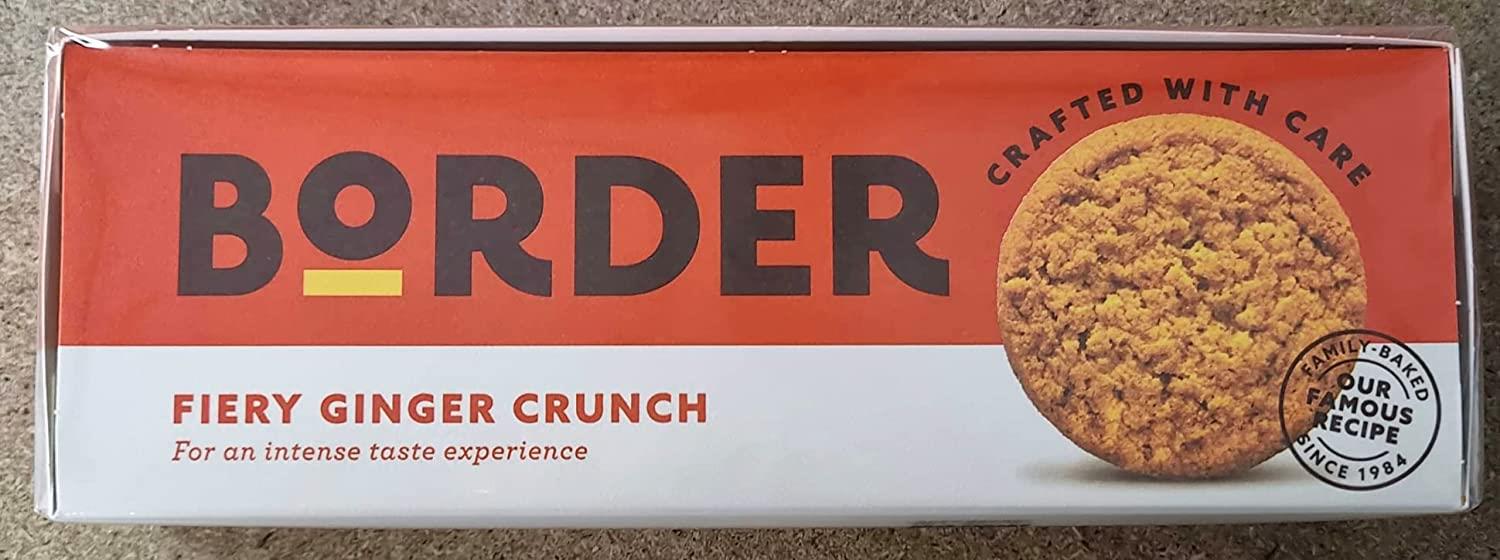 CRAFTED WITH CARE
BORDER
FIERY GINGER CRUNCH
For an intense taste experience
FAMILY-BAKED
OUR
FAMOUS
RECIPE
SINCE 1984